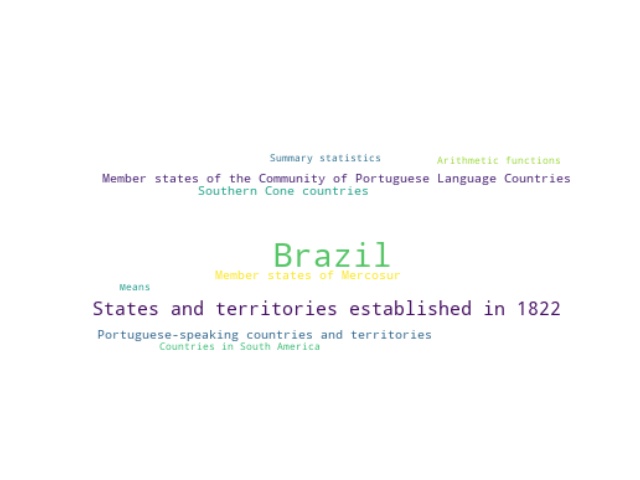 Summary statistics
Arithmetic functions
Member states of the Community of Portuguese Language Countries
Southern Cone countries
Brazil
Member states of Mercosur
Means
States and territories established in 1822
Portuguese-speaking countries and territories
Countries in South America